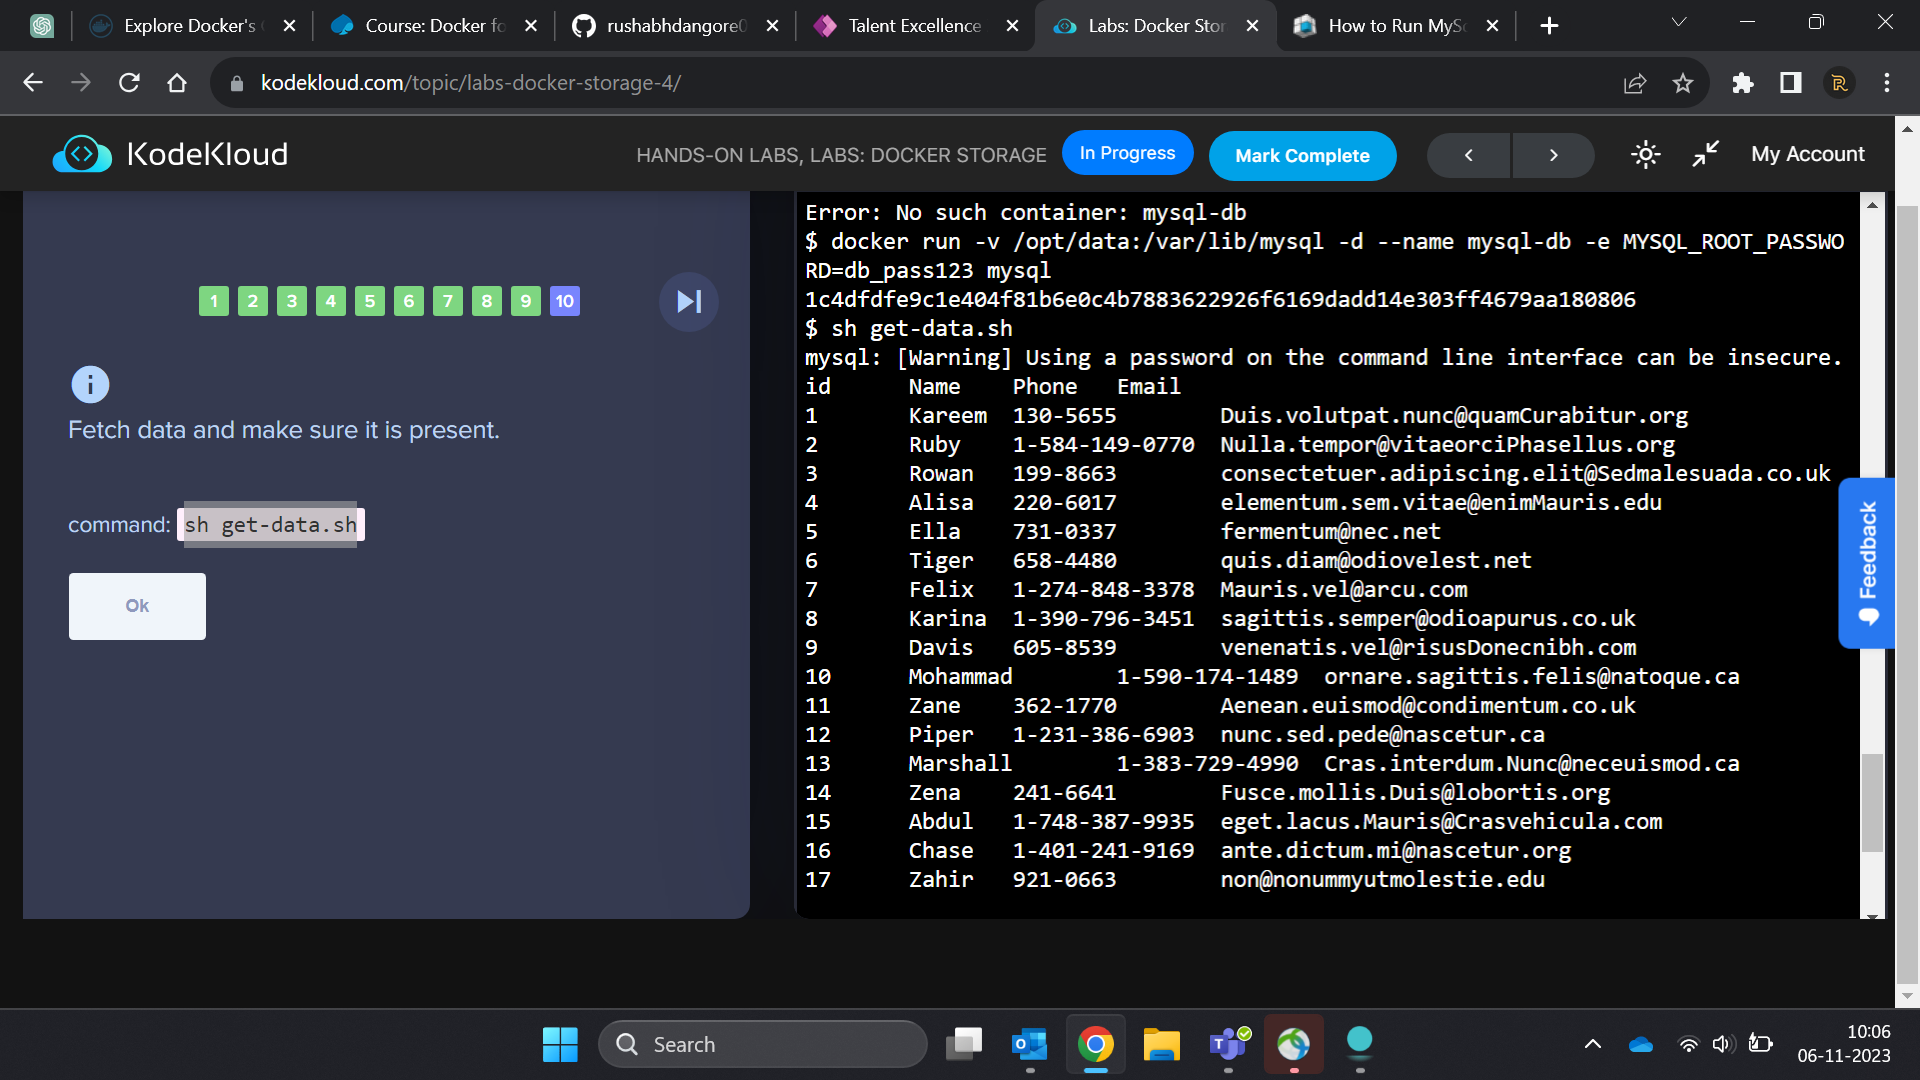 Explore Docker's
Course: Docker fo
rushabhdangore0
Talent Excellence
Labs: Docker Stor
How to Run MySQ
kodekloud.com/topic/labs-docker-storage-4/
KodeKloud
HANDS-ON LABS, LABS: DOCKER STORAGE
In Progress
Mark Complete
My Account
1 2 3 4 5 6 7 8 9 10
i
Fetch data and make sure it is present.
command: sh get-data.sh
Ok
Error: No such container: mysql-db
$ docker run -v /opt/data:/var/lib/mysql -d --name mysql-db -e MYSQL_ROOT_PASSWO
RD=db_pass123 mysql
1c4dfdfe9c1e404f81b6e0c4b7883622926f6169dadd14e303ff4679aa180806
$ sh get-data.sh
mysql: [Warning] Using a password on the command line interface can be insecure.
id Name Phone Email
1 Kareem 130-5655 Duis.volutpat.nunc@quamCurabitur.org
2 Ruby 1-584-149-0770 Nulla.tempor@vitaeorciPhasellus.org
3 Rowan 199-8663 consectetuer.adipiscing.elit@Sedmalesuada.co.uk
4 Alisa 220-6017 elementum.sem.vitae@enimMauris.edu
5 Ella 731-0337 fermentum@nec.net
6 Tiger 658-4480 quis.diam@odiovelest.net
7 Felix 1-274-848-3378 Mauris.vel@arcu.com
8 Karina 1-390-796-3451 sagittis.semper@odioapurus.co.uk
9 Davis 605-8539 venenatis.vel@risusDonecnibh.com
10 Mohammad 1-590-174-1489 ornare.sagittis.felis@natoque.ca
11 Zane 362-1770 Aenean.euismod@condimentum.co.uk
12 Piper 1-231-386-6903 nunc.sed.pede@nascetur.ca
13 Marshall 1-383-729-4990 Cras.interdum.Nunc@neceuismod.ca
14 Zena 241-6641 Fusce.mollis.Duis@lobortis.org
15 Abdul 1-748-387-9935 eget.lacus.Mauris@Crasvehicula.com
16 Chase 1-401-241-9169 ante.dictum.mi@nascetur.org
17 Zahir 921-0663 non@nonummyutmolestie.edu
Feedback
Search
10:06
06-11-2023